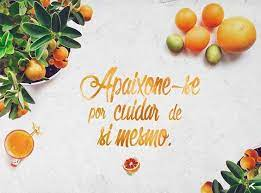 Apaixone-se
por cuidar de
si mesmo.